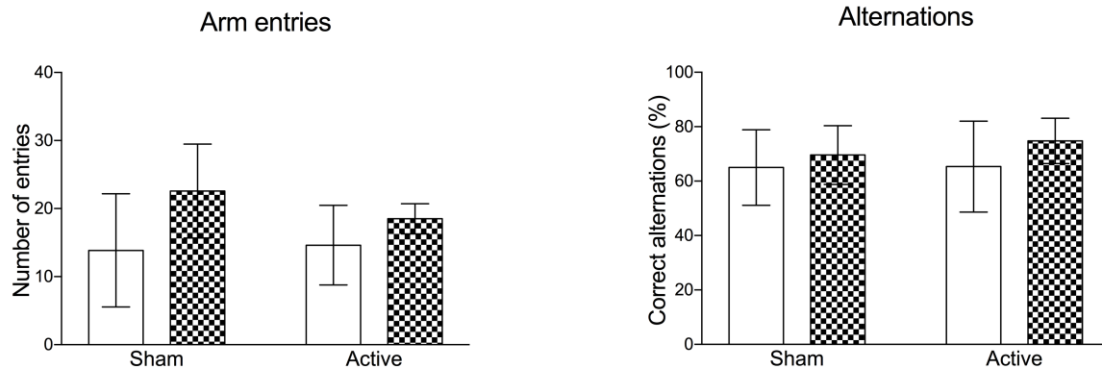 Arm entries
Number of entries
40
30
20
10
0
Sham
Active
Alternations
Correct alternations (%)
100
80
60
40
20
0
Sham
Active